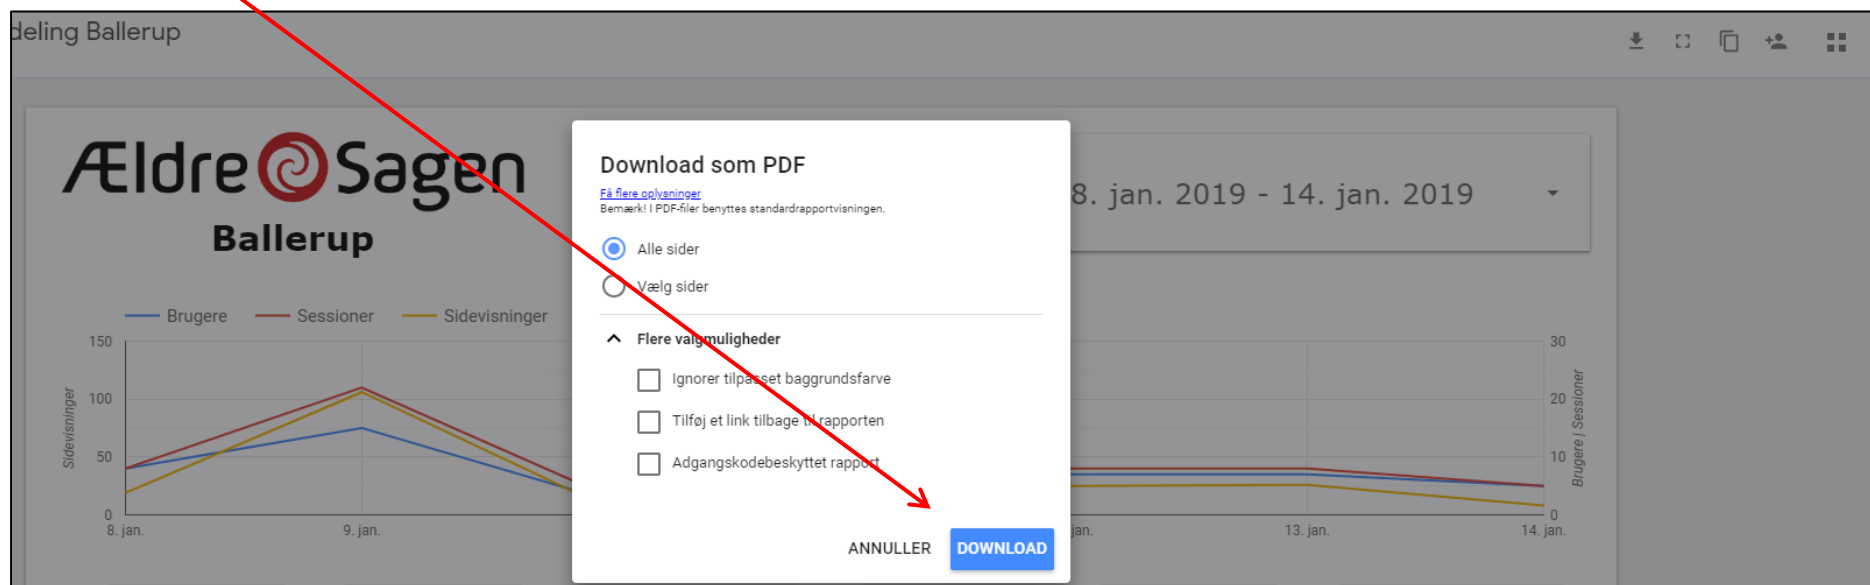 deling Ballerup
Ældre Sagen
Ballerup
8. jan. 2019 - 14. jan. 2019
Download som PDF
Få flere oplysninger
Bemærk! I PDF-filer benyttes standardrapportvisningen.
Alle sider
Vælg sider
Flere valgmuligheder
Ignorer tilpasset baggrundsfarve
Tilføj et link tilbage til rapporten
Adgangskodebeskyttet rapport
ANNULLER DOWNLOAD
Brugere Sessioner Sidevisninger
Sidevisninger
150
100
50
0
30
20
10
0
Brugere | Sessioner
8. jan. 9. jan. jan. 13. jan. 14. jan.